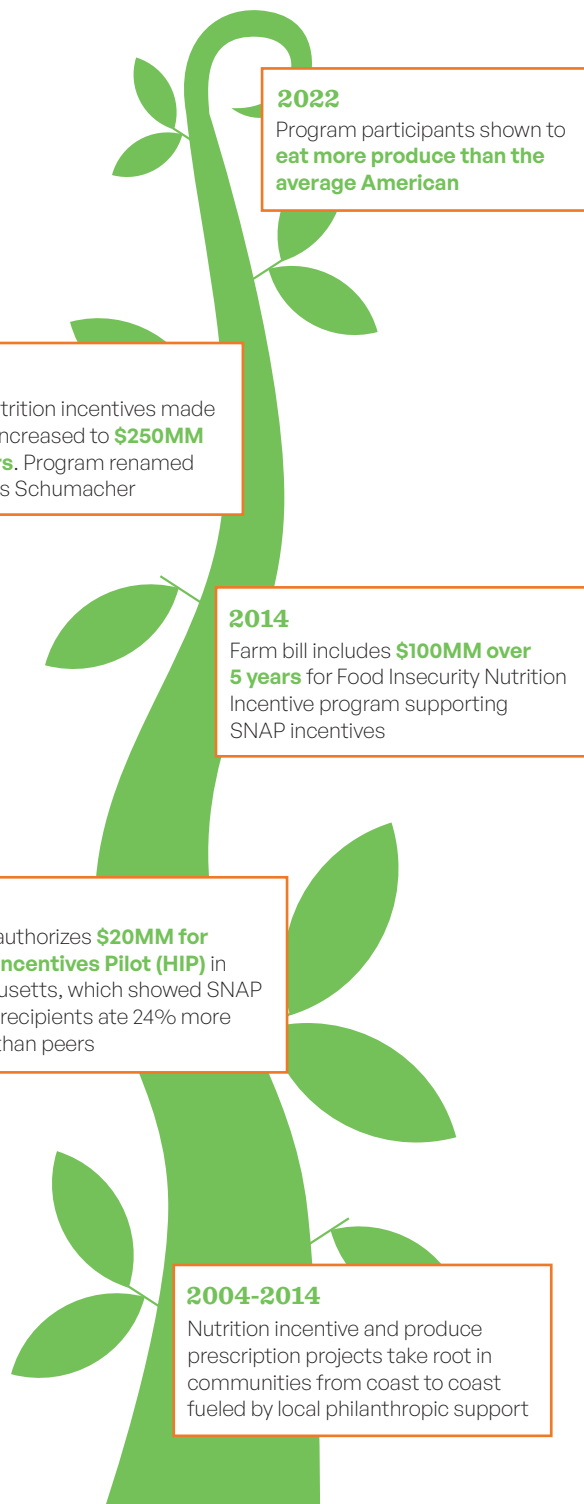 2022
Program participants shown to
eat more produce than the
average American
trition incentives made
ncreased to $250MM
rs. Program renamed
s Schumacher
2014
Farm bill includes $100MM over
5 years for Food Insecurity Nutrition
Incentive program supporting
SNAP incentives
authorizes $20MM for
ncentives Pilot (HIP) in
usetts, which showed SNAP
recipients ate 24% more
than peers
2004-2014
Nutrition incentive and produce
prescription projects take root in
communities from coast to coast
fueled by local philanthropic support